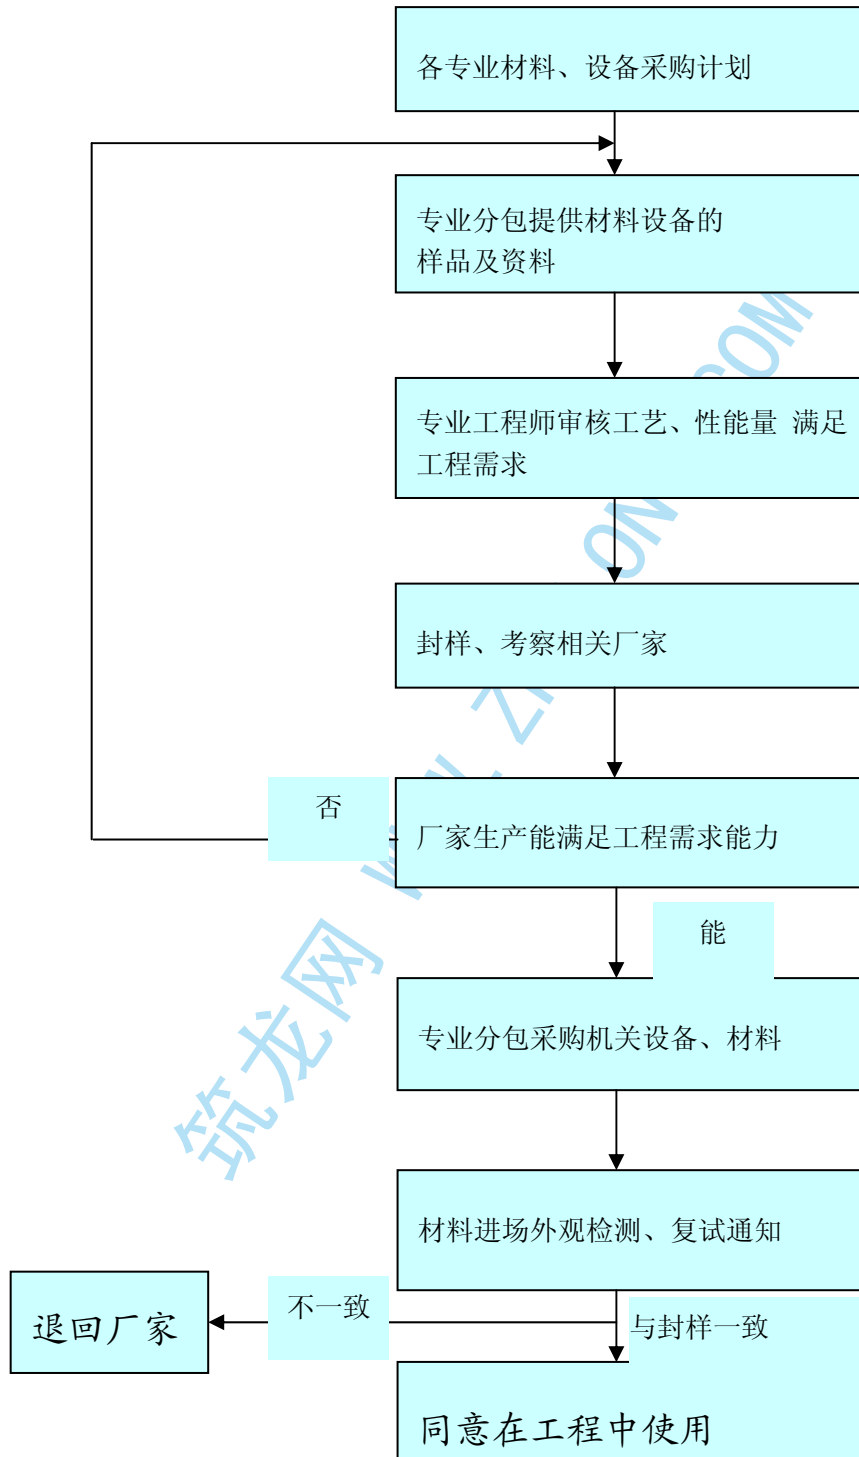 各专业材料、设备采购计划
专业分包提供材料设备的
样品及资料
专业工程师审核工艺、性能量 满足
工程需求
封样、考察相关厂家
否
厂家生产能满足工程需求能力
能
专业分包采购机关设备、材料
材料进场外观检测、复试通知
不一致
与封样一致
退回厂家
同意在工程中使用
筑龙网 W